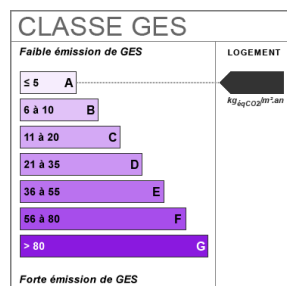 CLASSE GES
Faible émission de GES
LOGEMENT
≤ 5 A
6 à 10 B
kgéqCO2/m².an
11 à 20 C
21 à 35 D
36 à 55 E
56 à 80 F
> 80 G
Forte émission de GES